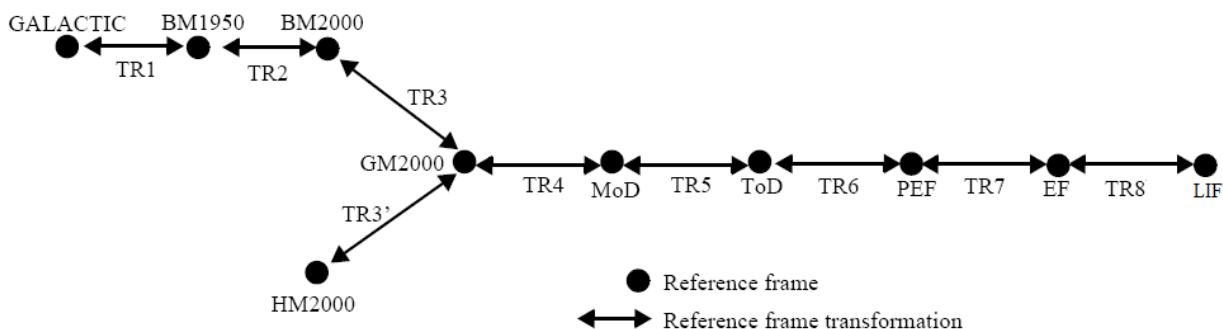 GALACTIC
BM1950
BM2000
TR1
TR2
TR3
GM2000
TR4
MoD
TR5
ToD
TR6
PEF
TR7
EF
TR8
LIF
TR3’
HM2000
Reference frame
Reference frame transformation